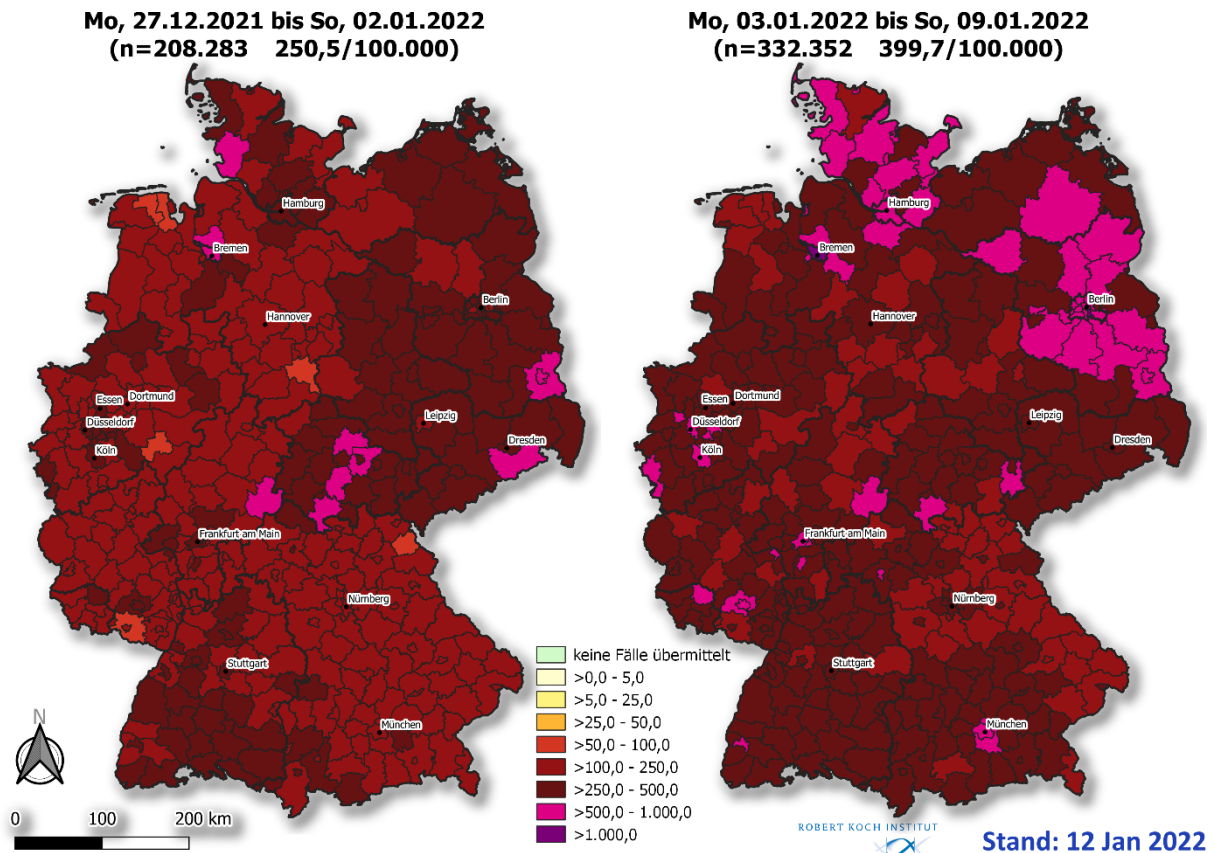 Mo, 27.12.2021 bis So, 02.01.2022
(n=208.283 250,5/100.000)
Mo, 03.01.2022 bis So, 09.01.2022
(n=332.352 399,7/100.000)
Hamburg
Bremen
Berlin
Hannover
Essen
Dortmund
Düsseldorf
Köln
Leipzig
Dresden
Frankfurt am Main
Nürnberg
Stuttgart
München
Hamburg
Bremen
Berlin
Hannover
Essen
Dortmund
Düsseldorf
Köln
Leipzig
Dresden
Frankfurt am Main
Nürnberg
Stuttgart
München
keine Fälle übermittelt
>0,0 - 5,0
>5,0 - 25,0
>25,0 - 50,0
>50,0 - 100,0
>100,0 - 250,0
>250,0 - 500,0
>500,0 - 1.000,0
>1.000,0
N
0 100 200 km
ROBERT KOCH INSTITUT
Stand: 12 Jan 2022